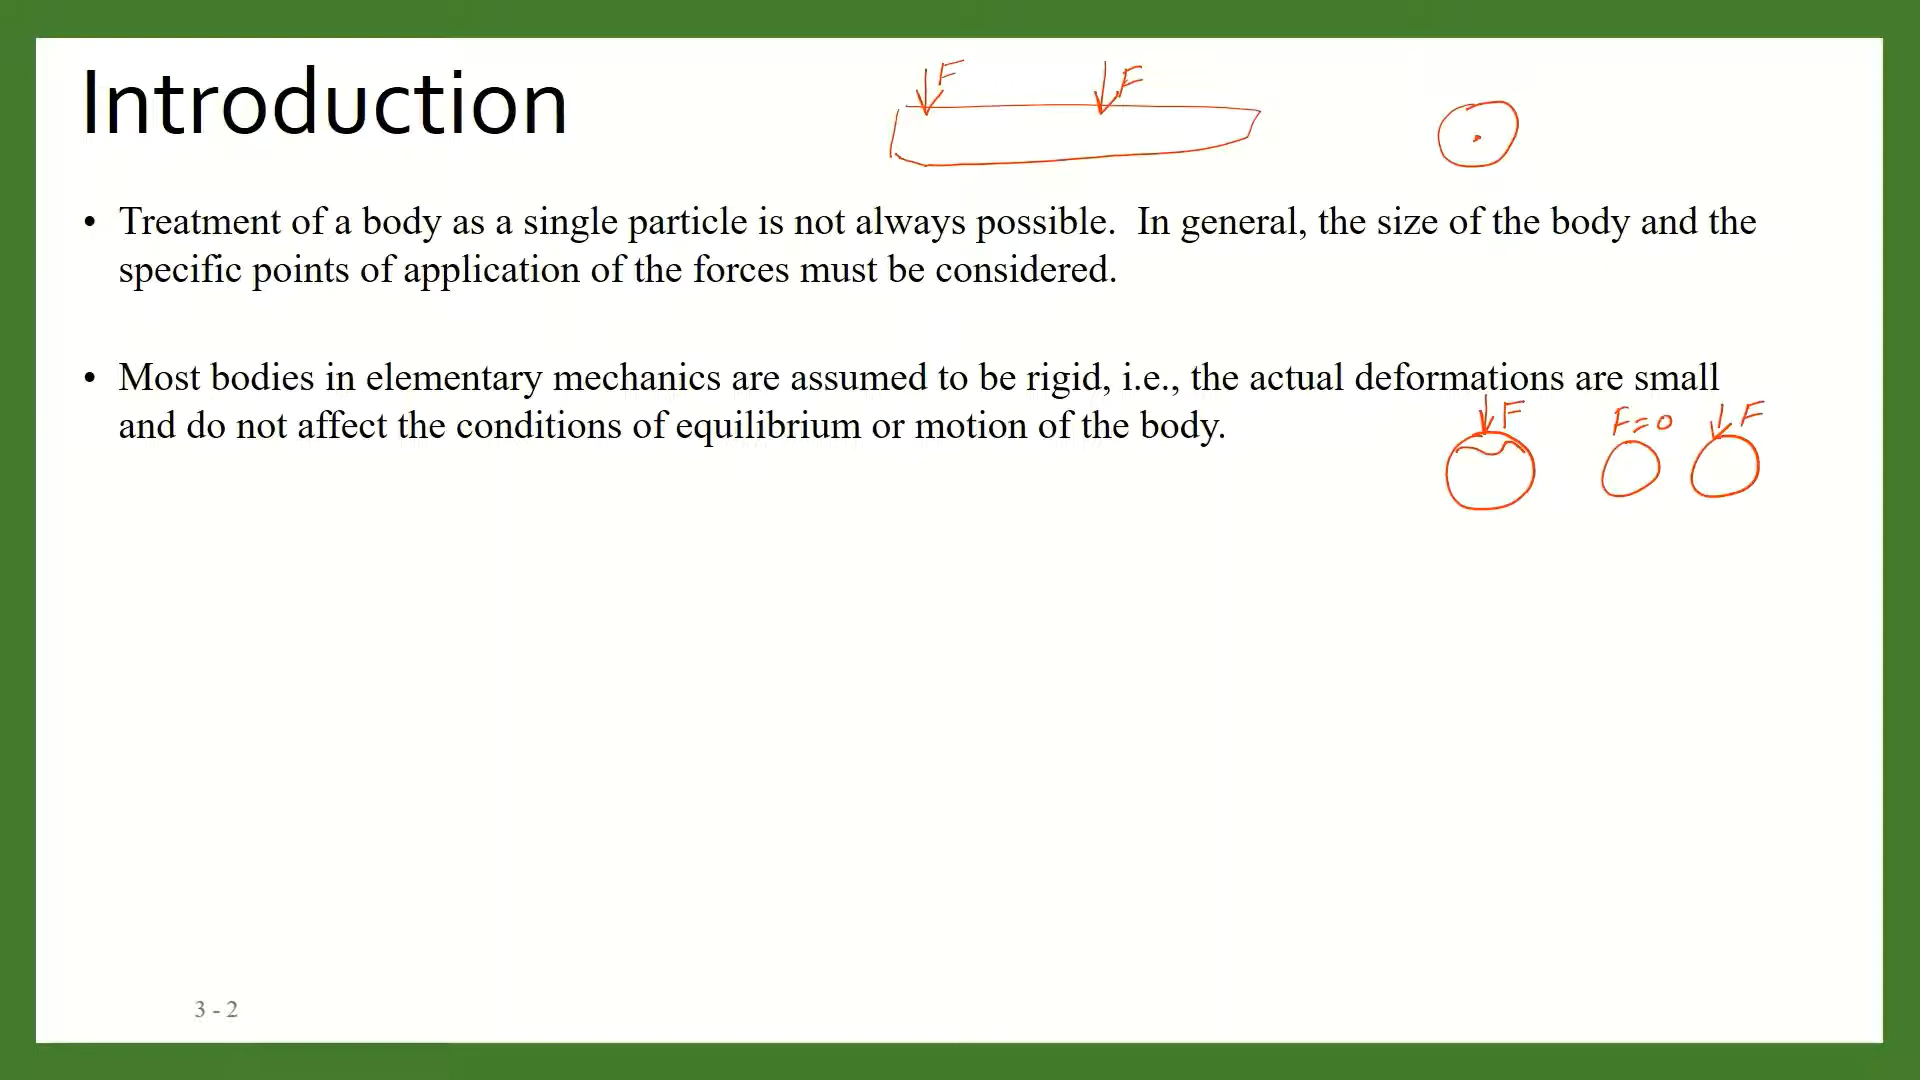 Introduction
F
F
• Treatment of a body as a single particle is not always possible. In general, the size of the body and the
specific points of application of the forces must be considered.
• Most bodies in elementary mechanics are assumed to be rigid, i.e., the actual deformations are small
and do not affect the conditions of equilibrium or motion of the body.
F
F=0
F
3 - 2